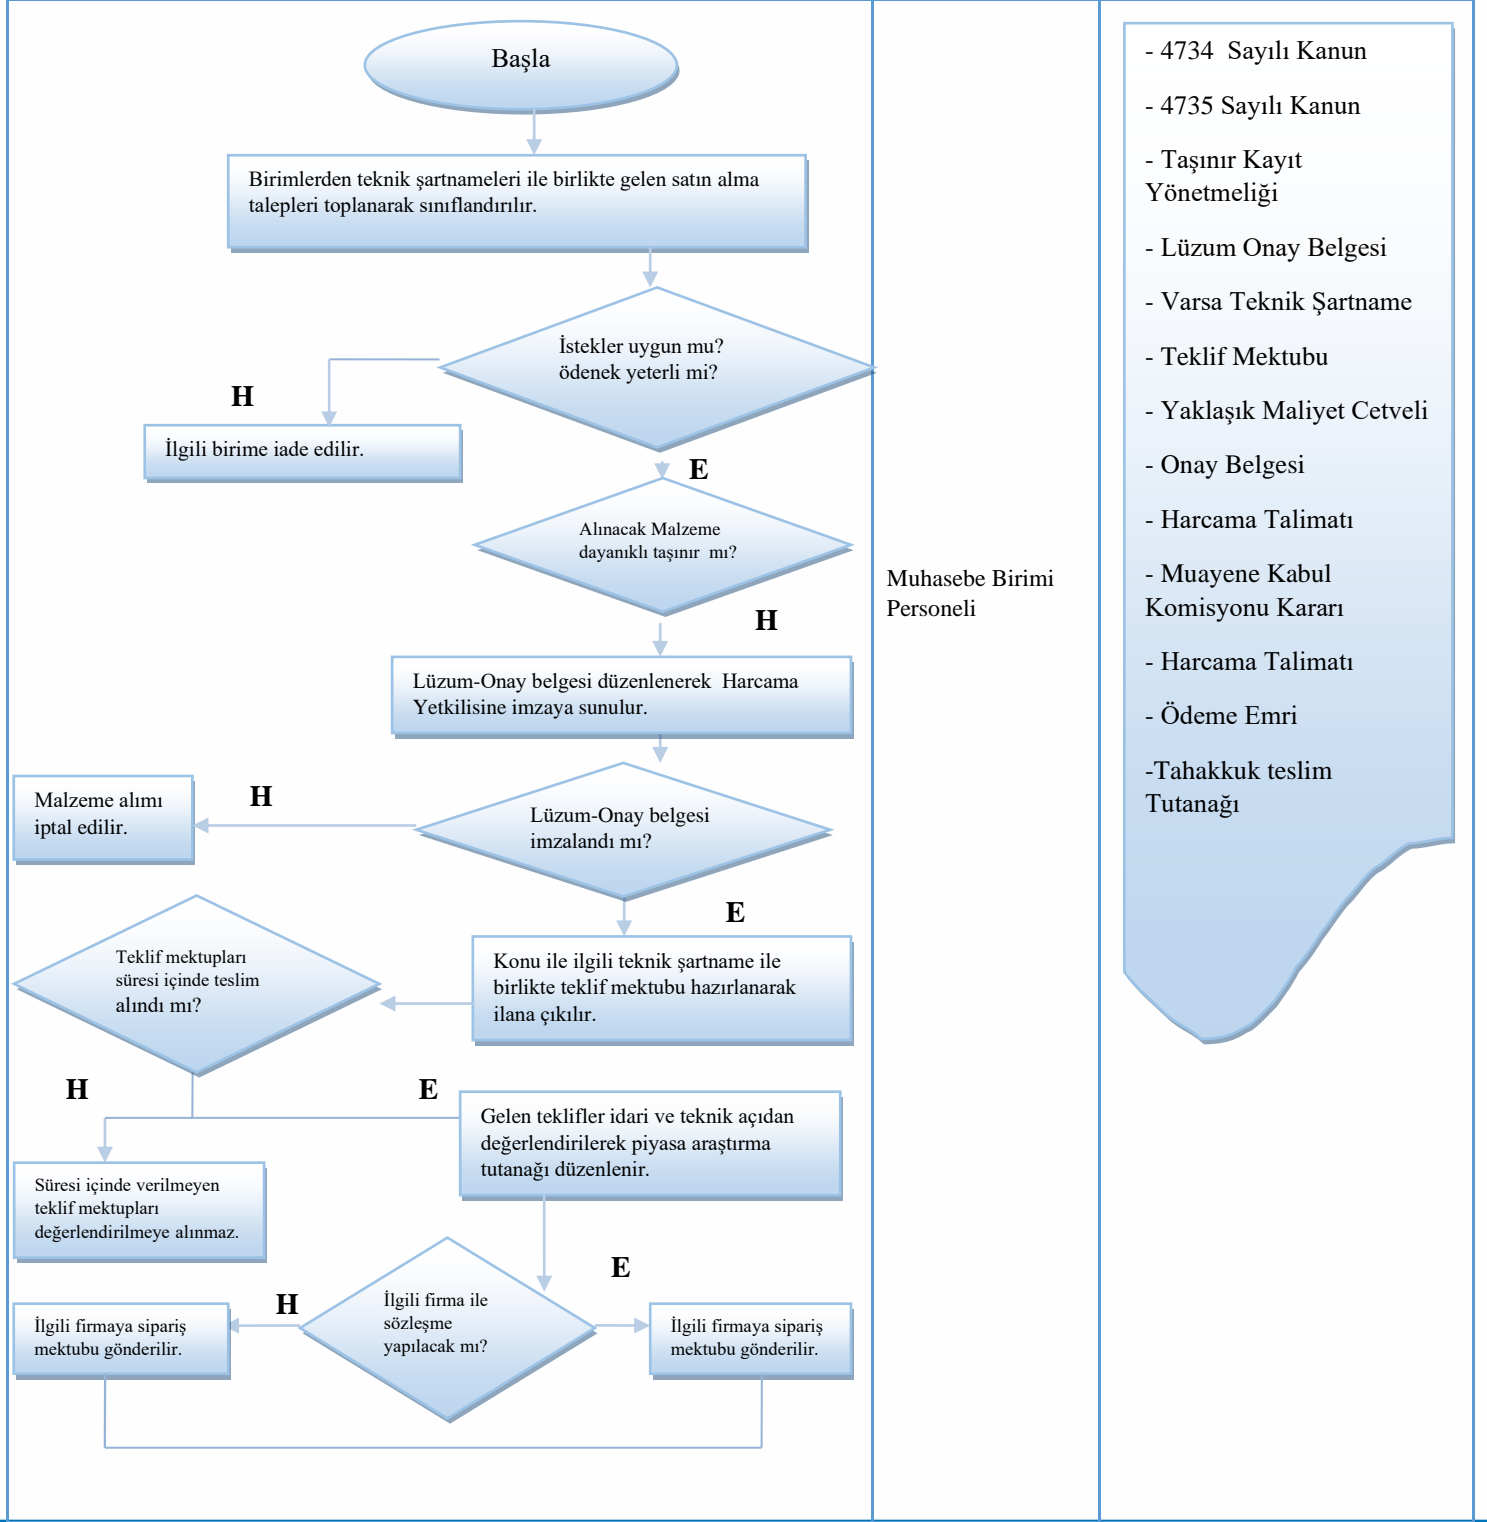 Başla
Birimlerden teknik şartnameleri ile birlikte gelen satın alma
talepleri toplanarak sınıflandırılır.
İstekler uygun mu?
ödenek yeterli mi?
H
İlgili birime iade edilir.
E
Alınacak Malzeme
dayanıklı taşınır mı?
H
Lüzum-Onay belgesi düzenlenerek Harcama
Yetkilisine imzaya sunulur.
Lüzum-Onay belgesi
imzalandı mı?
H
Malzeme alımı
iptal edilir.
E
Konu ile ilgili teknik şartname ile
birlikte teklif mektubu hazırlanarak
ilana çıkılır.
Teklif mektupları
süresi içinde teslim
alındı mı?
H
E
Gelen teklifler idari ve teknik açıdan
değerlendirilerek piyasa araştırma
tutanağı düzenlenir.
Süresi içinde verilmeyen
teklif mektupları
değerlendirilmeye alınmaz.
İlgili firma ile
sözleşme
yapılacak mı?
H
E
İlgili firmaya sipariş
mektubu gönderilir.
İlgili firmaya sipariş
mektubu gönderilir.
Muhasebe Birimi
Personeli
- 4734 Sayılı Kanun
- 4735 Sayılı Kanun
- Taşınır Kayıt
Yönetmeliği
- Lüzum Onay Belgesi
- Varsa Teknik Şartname
- Teklif Mektubu
- Yaklaşık Maliyet Cetveli
- Onay Belgesi
- Harcama Talimatı
- Muayene Kabul
Komisyonu Kararı
- Harcama Talimatı
- Ödeme Emri
-Tahakkuk teslim
Tutanağı